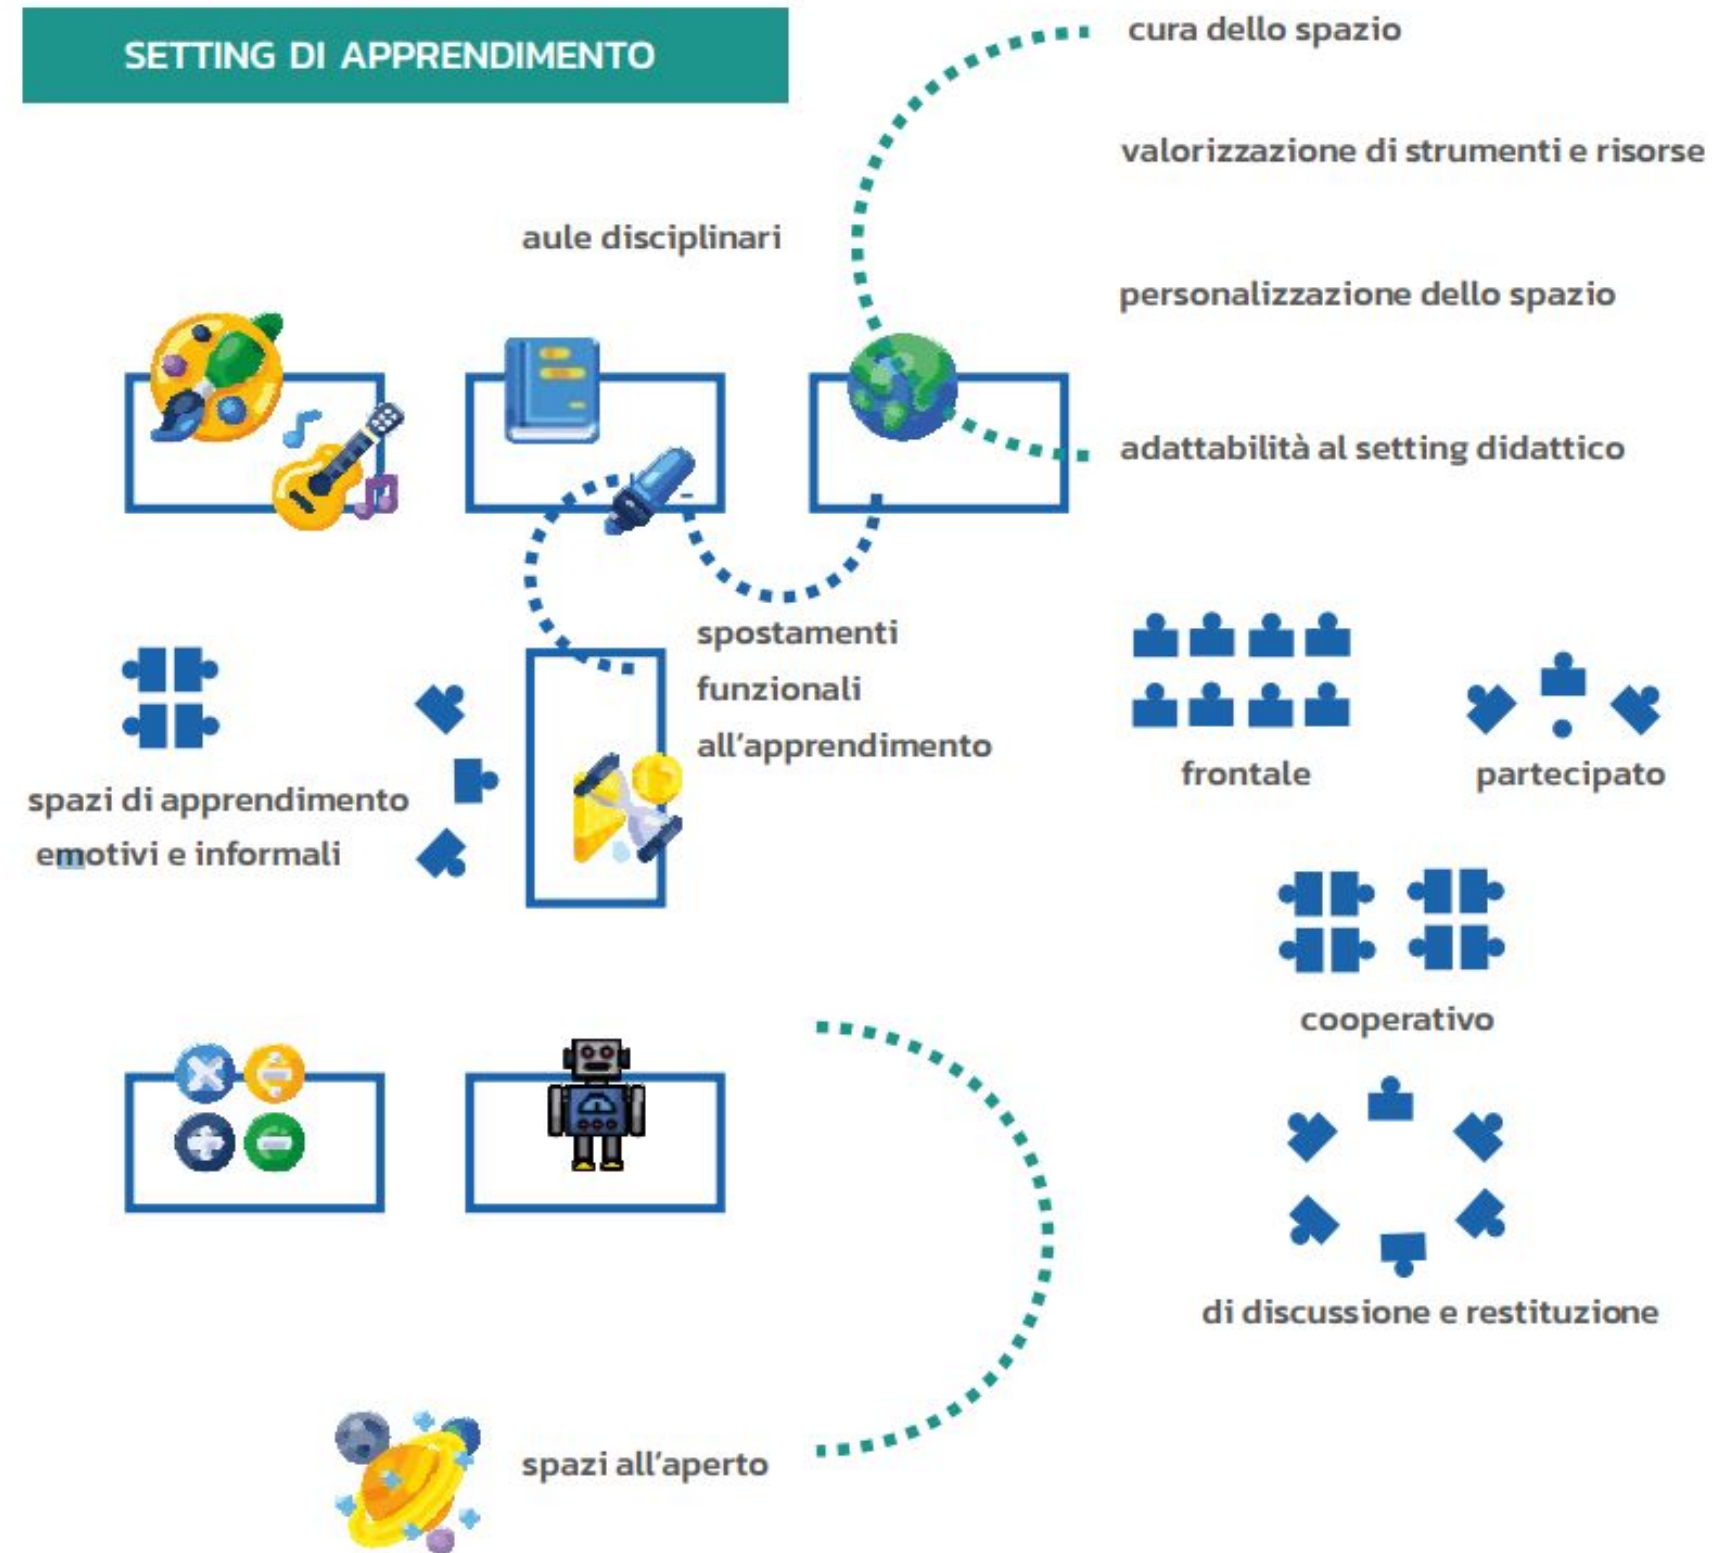 SETTING DI APPRENDIMENTO
cura dello spazio
valorizzazione di strumenti e risorse
aule disciplinari
personalizzazione dello spazio
adattabilità al setting didattico
spostamenti
funzionali
all'apprendimento
spazi di apprendimento
emotivi e informali
frontale
partecipato
cooperativo
di discussione e restituzione
spazi all'aperto